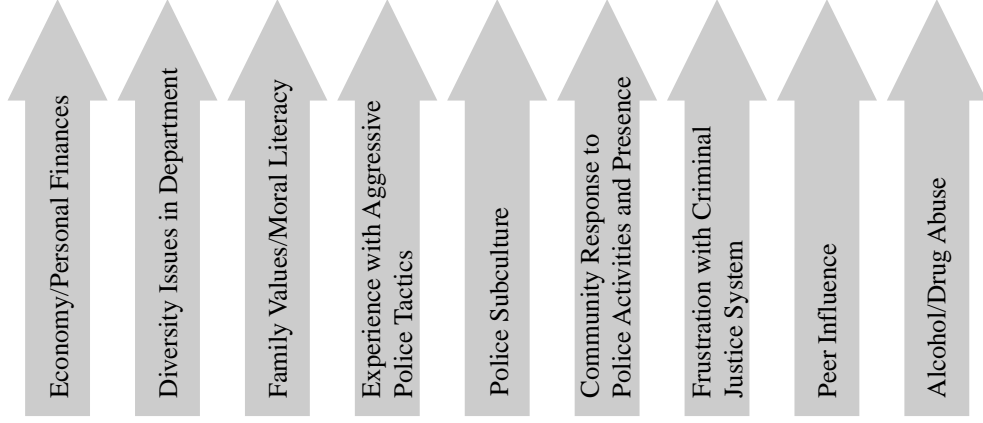 Economy/Personal Finances
Diversity Issues in Department
Family Values/Moral Literacy
Experience with Aggressive
Police Tactics
Police Subculture
Community Response to
Police Activities and Presence
Frustration with Criminal
Justice System
Peer Influence
Alcohol/Drug Abuse